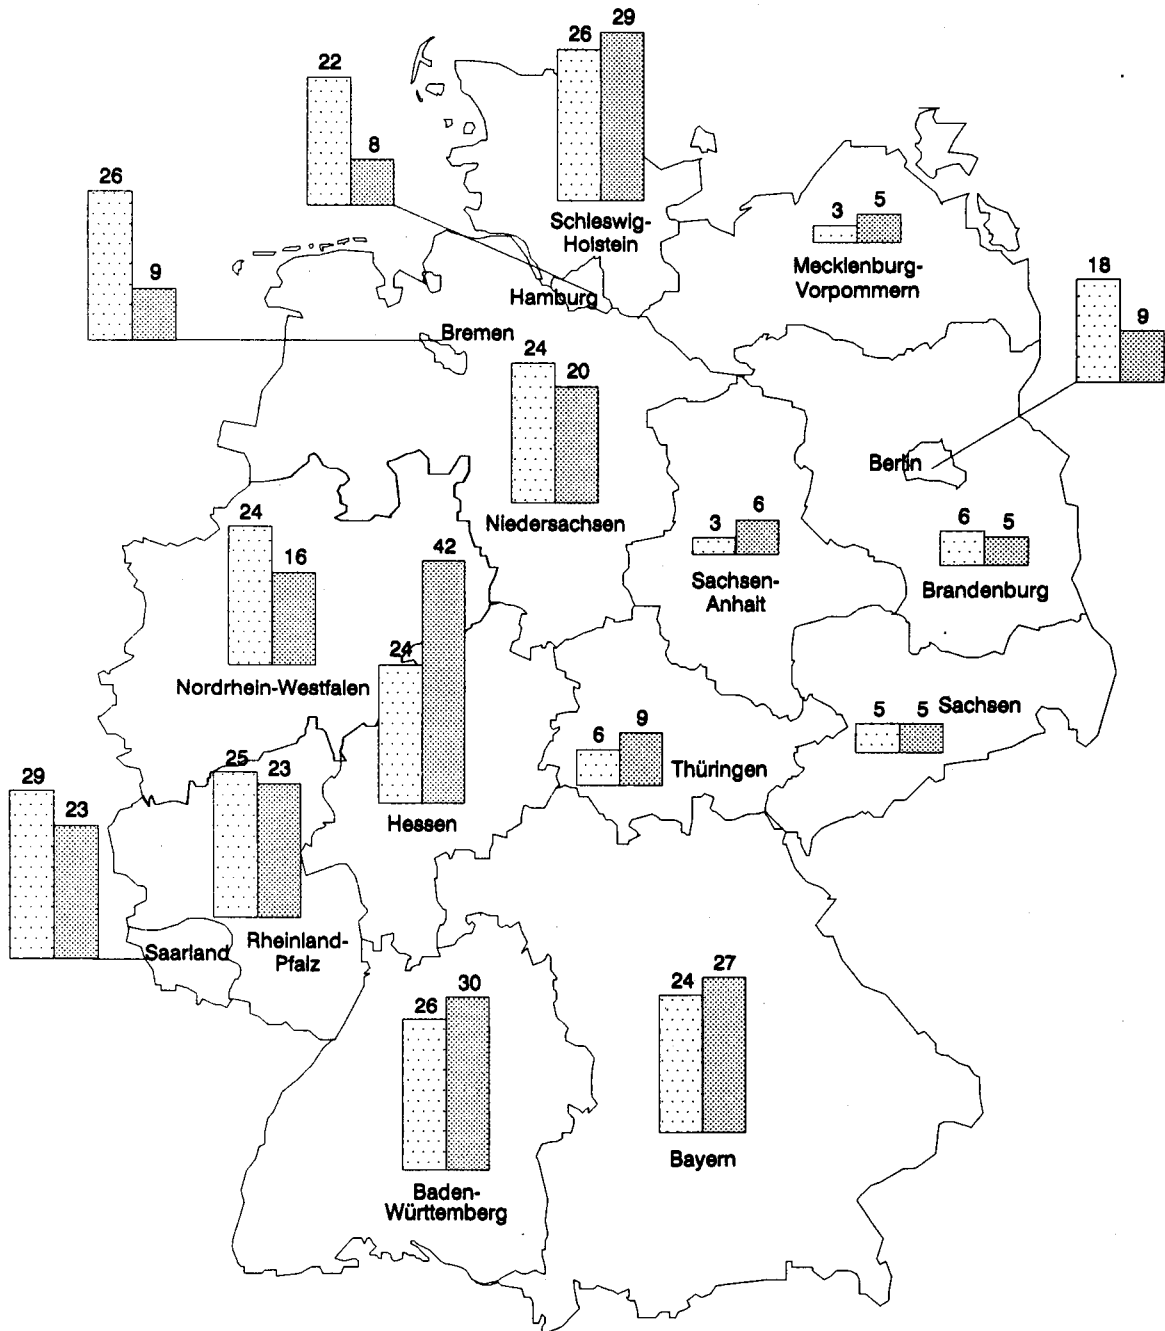 29
26
22
8
26
9
Schleswig-
Holstein
3 5
Mecklenburg-
Vorpommern
18
9
Hamburg
Bremen
24
20
Niedersachsen
Berlin
24
16
Nordrhein-Westfalen
3 6
Sachsen-
Anhalt
6 5
Brandenburg
42
24
Hessen
6 9
Thüringen
5 5
Sachsen
29
23
Saarland
25 23
Rheinland-
Pfalz
26
30
Baden-
Württemberg
24
27
Bayern